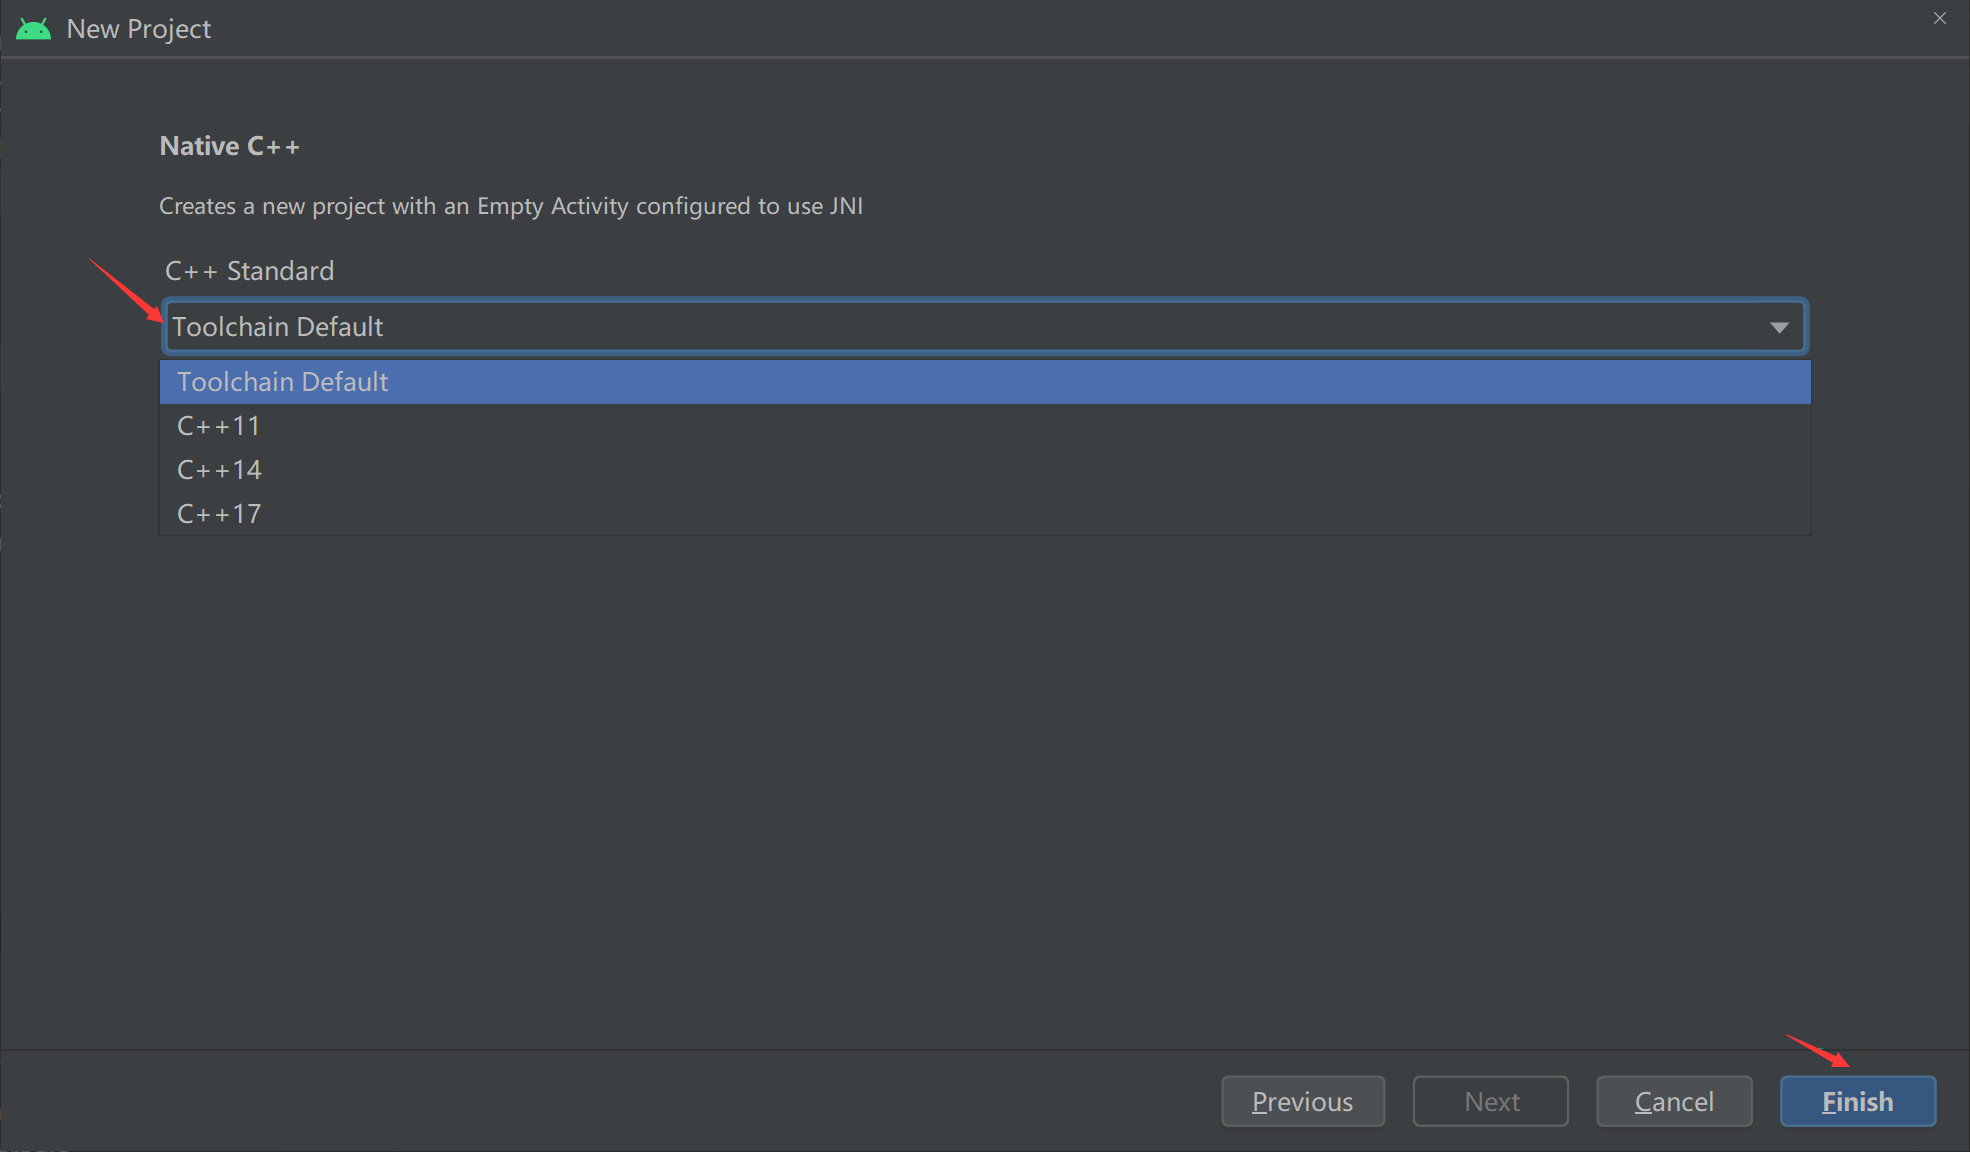 New Project
Native C++
Creates a new project with an Empty Activity configured to use JNI
C++ Standard
Toolchain Default
Toolchain Default
C++11
C++14
C++17
Previous
Next
Cancel
Finish